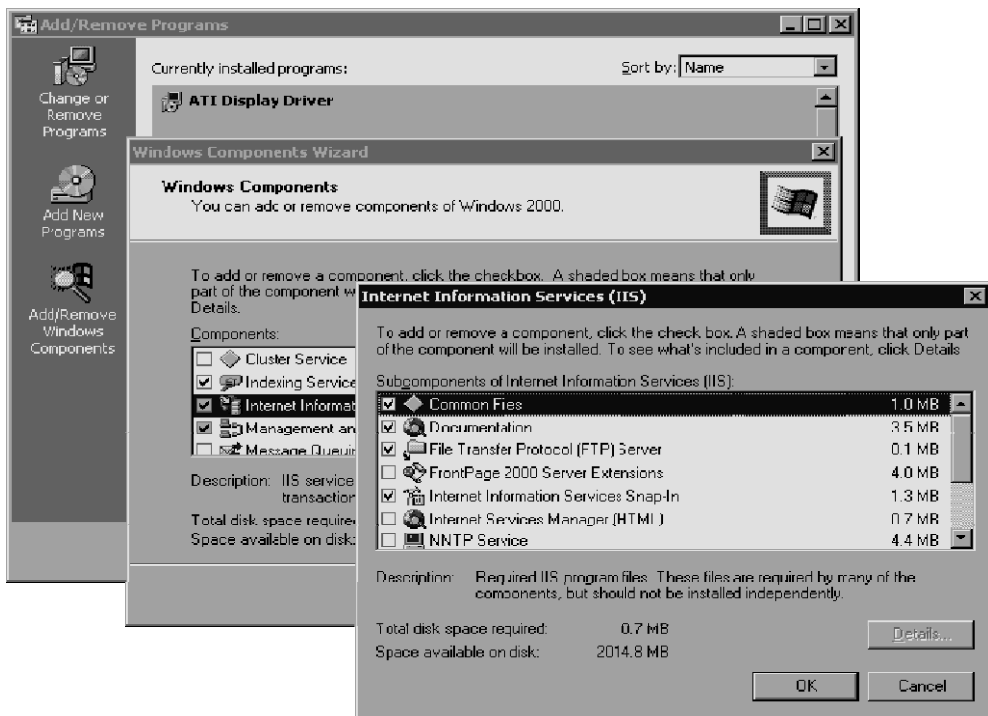 Add/Remove Programs
Change or
Remove
Programs
Add New
Programs
Add/Remove
Windows
Components
Currently installed programs:
Sort by: Name
ATI Display Driver
Windows Components Wizard
Windows Components
You can adc or remove components of Windows 2000.
To add or remove a component, click the checkbox. A shaded box means that only
part of the component w
Details.
Components:
Cluster Service
Indexing Service
Internet Informat
Management an
Message Queuin
Description: IIS service
transaction
Total disk space require
Space available on disk:
Internet Information Services (IIS)
To add or remove a component, click the check box. A shaded box means that only part
of the component will be installed. To see what's included in a component, click Details
Subcomponents of Internet Information Services (IIS):
Common Files 1.0 MB
Documentation 3.5 MB
File Transfer Protocol (FTP) Server 0.1 MB
FrontPage 2000 Server Extensions 4.0 MB
Internet Information Services Snap-In 1.3 MB
Internet Services Manager (HTML) 0.7 MB
NNTP Service 4.4 MB
Description: Required IIS program files. These files are required by many of the
components, but should not be installed independently.
Total disk space required: 0.7 MB
Space available on disk: 2014.8 MB
Details...
OK
Cancel